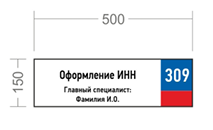 500
150
Оформление ИНН
Главный специалист:
Фамилия И.О.
309